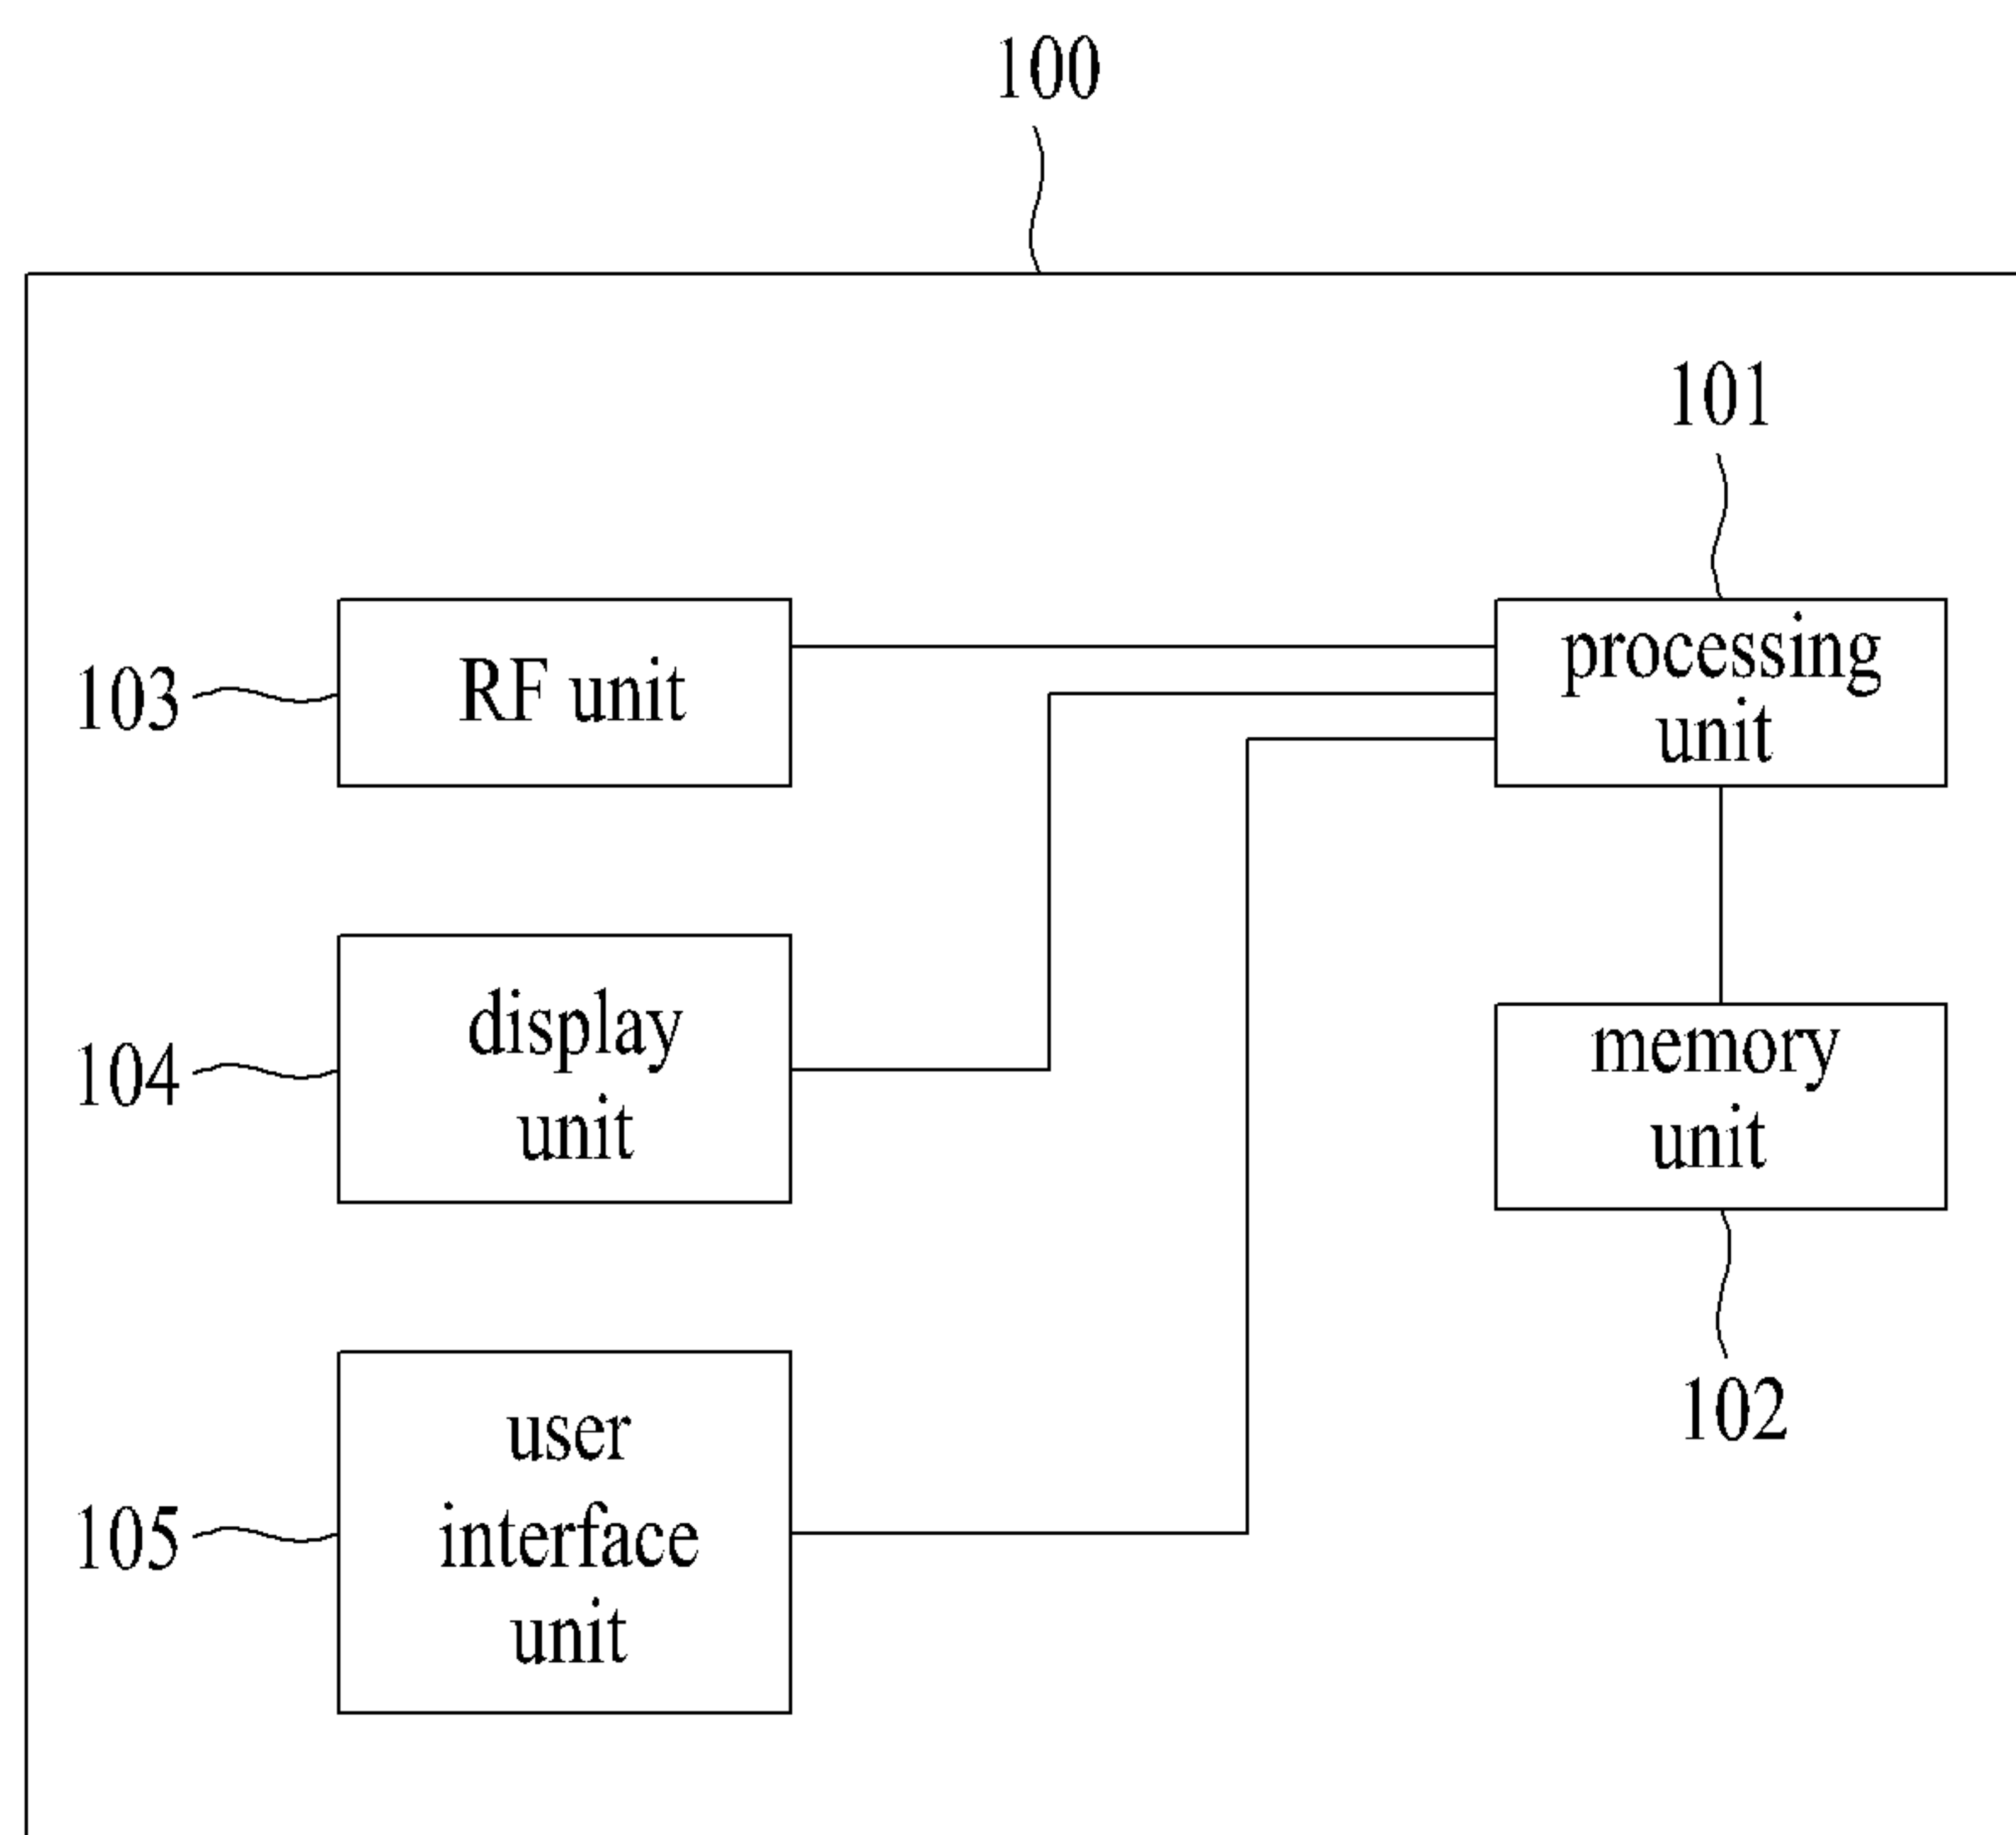 100
101
103
RF unit
processing
unit
104
display
unit
memory
unit
102
105
user
interface
unit